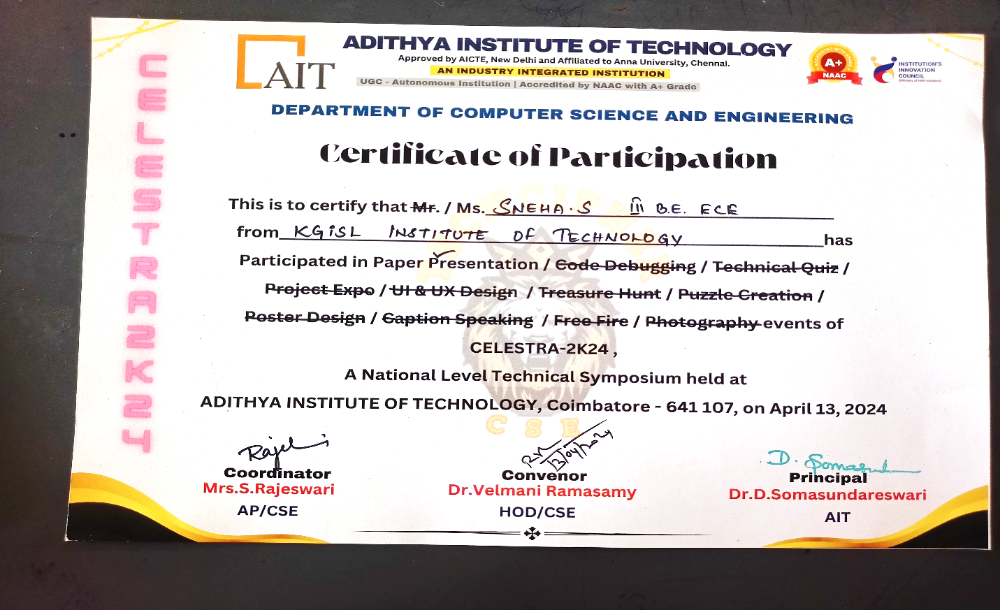 CELESTRA2K24
AIT
ADITHYA INSTITUTE OF TECHNOLOGY
Approved by AICTE, New Delhi and Affiliated to Anna University, Chennai.
AN INDUSTRY INTEGRATED INSTITUTION
UGC - Autonomous Institution | Accredited by NAAC with A+ Grade
ACCREDITED WITH GRADE
A+
NAAC
INSTITUTION'S
INNOVATION
COUNCIL
DEPARTMENT OF COMPUTER SCIENCE AND ENGINEERING
Certificate of Participation
This is to certify that Mr. / Ms. SNEHA.S III B.E. ECE
from KGiSL INSTITUTE OF TECHNOLOGY has
Participated in Paper Presentation / Code Debugging / Technical Quiz /
Project Expo / UI & UX Design / Treasure Hunt / Puzzle Creation /
Poster Design / Caption Speaking / Free Fire / Photography events of
CELESTRA-2K24 ,
A National Level Technical Symposium held at
ADITHYA INSTITUTE OF TECHNOLOGY, Coimbatore - 641 107, on April 13, 2024
CSE
13/04/2024
D. Somasund
Coordinator
Mrs.S.Rajeswari
AP/CSE
Convenor
Dr.Velmani Ramasamy
HOD/CSE
Principal
Dr.D.Somasundareswari
AIT